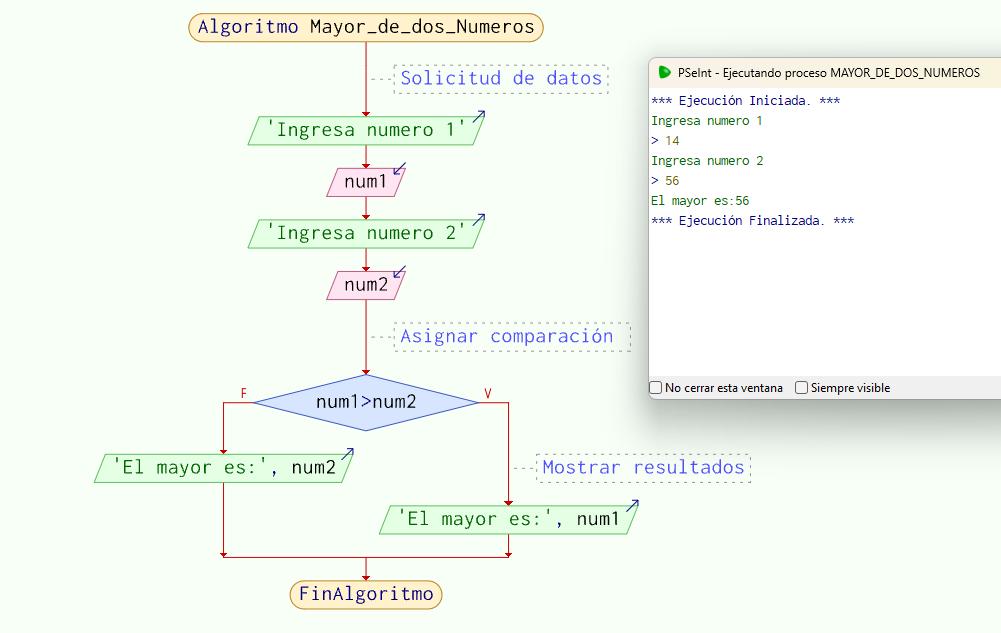 Algoritmo Mayor_de_dos_Numeros
Solicitud de datos
'Ingresa numero 1'
num1
'Ingresa numero 2'
num2
Asignar comparación
num1>num2
F
V
'El mayor es:', num2
Mostrar resultados
'El mayor es:', num1
FinAlgoritmo
PSeInt - Ejecutando proceso MAYOR_DE_DOS_NUMEROS
*** Ejecución Iniciada. ***
Ingresa numero 1
> 14
Ingresa numero 2
> 56
El mayor es:56
*** Ejecución Finalizada. ***
No cerrar esta ventana
Siempre visible